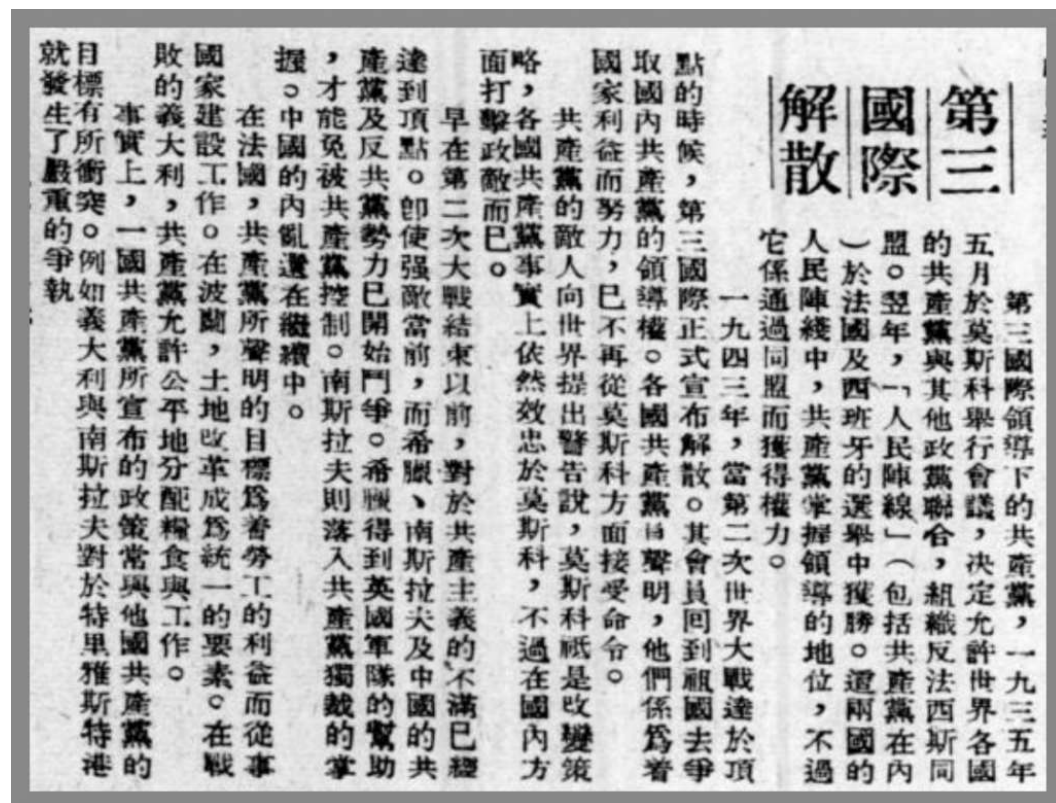 第三
國際
解散
第三國際領導下的共產黨,一九三五年
五月於莫斯科舉行會議,决定允許世界各國
的共產黨與其他政黨聯合,組織反法西斯同
盟。翌年,「人民陣線」(包括共產黨在內
)於法國及西班牙的選舉中獲勝。這兩國的
人民陣綫中,共產黨掌握領導的地位,不過
它係通過同盟而獲得權力。
一九四三年,當第二次世界大戰達於頂
點的時候,第三國際正式宣布解散。其會員回到祖國去爭
取國內共產黨的領導權。各國共產黨皆聲明,他們係爲着
國家利益而努力,已不再從莫斯科方面接受命令。
共產黨的敵人向世界提出警告說,莫斯科祇是改變策
略,各國共產黨事實上依然效忠於莫斯科,不過在國內方
面打擊政敵而已。
早在第二次大戰結束以前,對於共產主義的不滿已經
達到頂點。卽使强敵當前,而希臘、南斯拉夫及中國的共
產黨及反共黨勢力已開始鬥爭。希臘得到英國軍隊的幫助
,才能免被共產黨控制。南斯拉夫則落入共產黨獨裁的掌
握。中國的內亂還在繼續中。
在法國,共產黨所聲明的目標爲着勞工的利益而從事
國家建設工作。在波蘭,土地改革成爲統一的要素。在戰
敗的義大利,共產黨允許公平地分配糧食與工作。
事實上,一國共產黨所宣布的政策常與他國共產黨的
目標有所衝突。例如義大利與南斯拉夫對於特里雅斯特港
就發生了嚴重的爭執